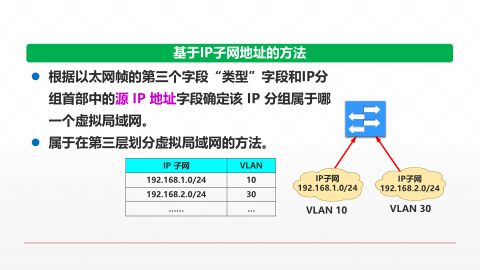 基于IP子网地址的方法
根据以太网帧的第三个字段“类型”字段和IP分
组首部中的源 IP 地址字段确定该 IP 分组属于哪
一个虚拟局域网。
属于在第三层划分虚拟局域网的方法。
IP 子网 VLAN
192.168.1.0/24 10
192.168.2.0/24 30
…… …
IP子网
192.168.1.0/24
VLAN 10
IP子网
192.168.2.0/24
VLAN 30